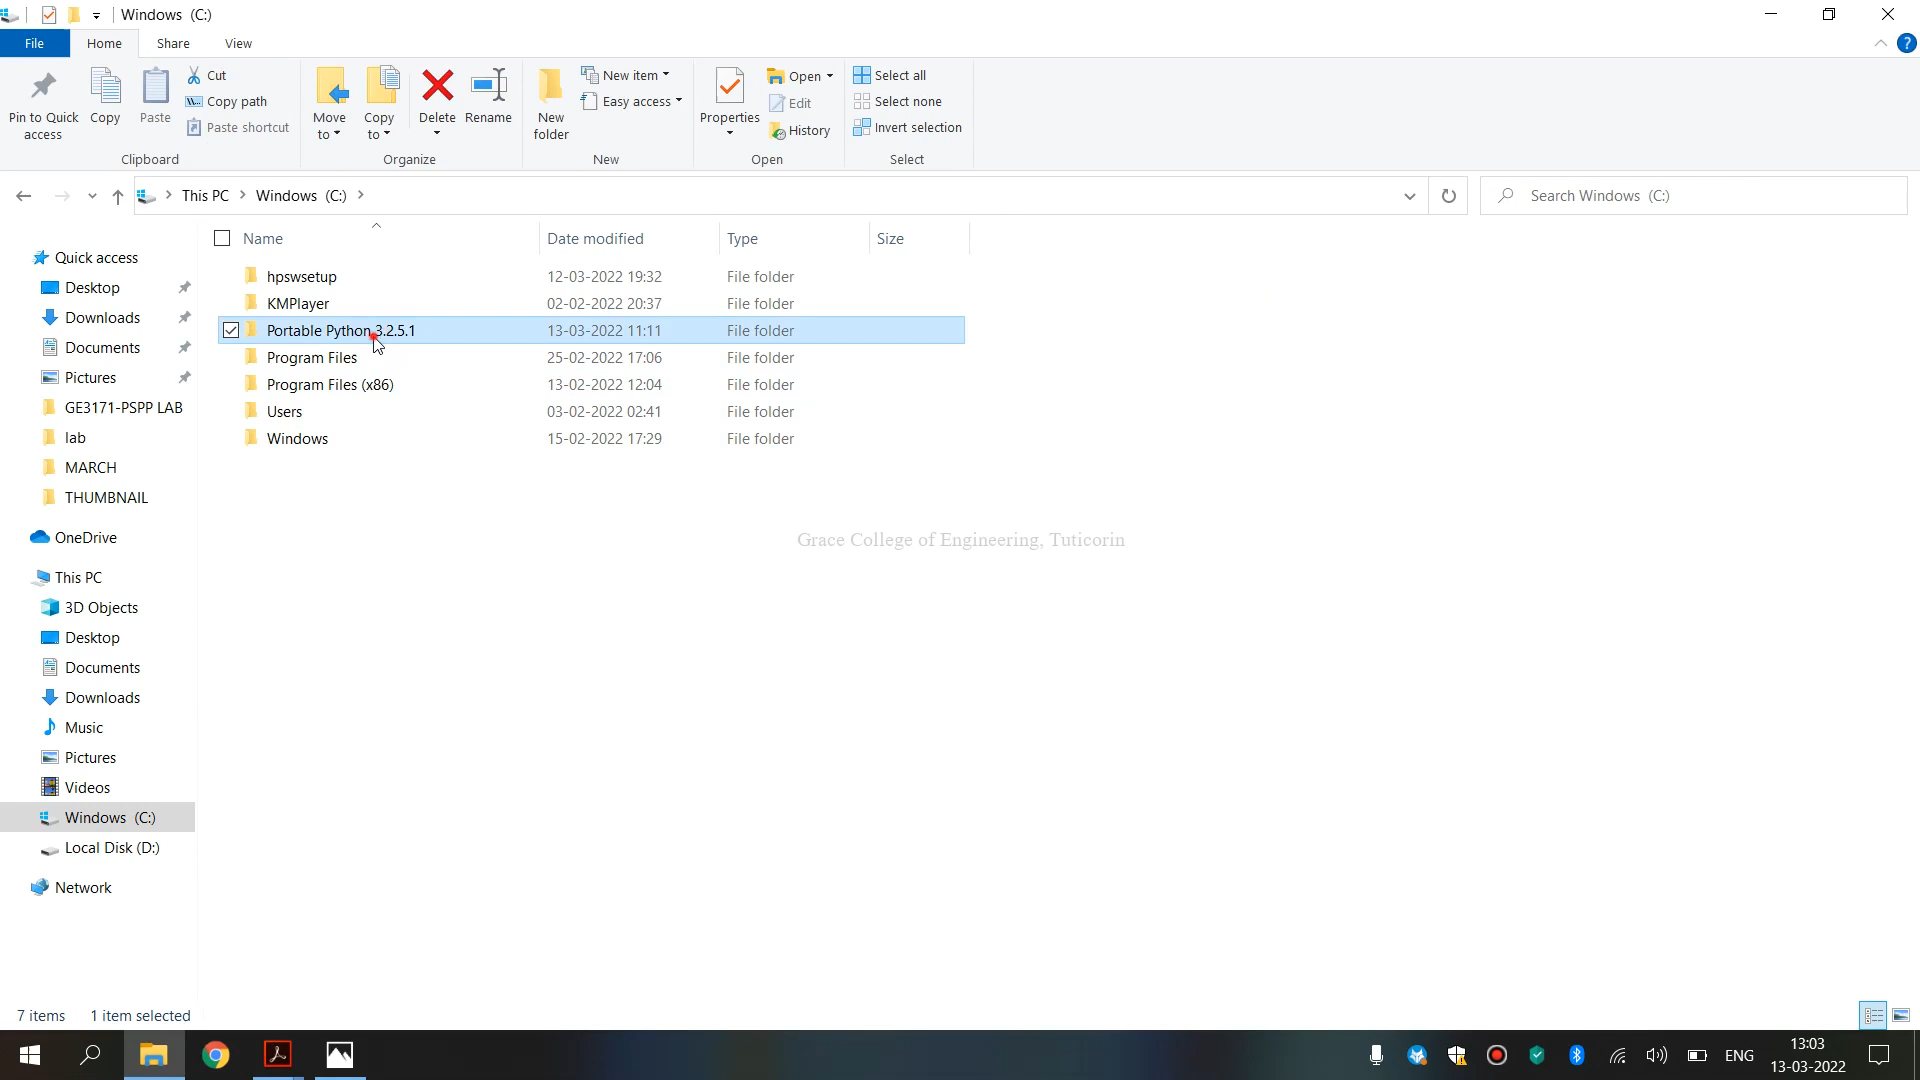 Windows (C:)
File Home Share View
Pin to Quick access
Copy
Paste
Cut
Copy path
Paste shortcut
Clipboard
Move to
Copy to
Delete
Rename
Organize
New folder
New item
Easy access
New
Properties
Open
Edit
History
Open
Select all
Select none
Invert selection
Select
This PC Windows (C:)
Search Windows (C:)
Name Date modified Type Size
hpswsetup 12-03-2022 19:32 File folder
KMPlayer 02-02-2022 20:37 File folder
Portable Python 3.2.5.1 13-03-2022 11:11 File folder
Program Files 25-02-2022 17:06 File folder
Program Files (x86) 13-02-2022 12:04 File folder
Users 03-02-2022 02:41 File folder
Windows 15-02-2022 17:29 File folder
Quick access
Desktop
Downloads
Documents
Pictures
GE3171-PSPP LAB
lab
MARCH
THUMBNAIL
OneDrive
This PC
3D Objects
Desktop
Documents
Downloads
Music
Pictures
Videos
Windows (C:)
Local Disk (D:)
Network
Grace College of Engineering, Tuticorin
7 items 1 item selected
ENG
13:03
13-03-2022